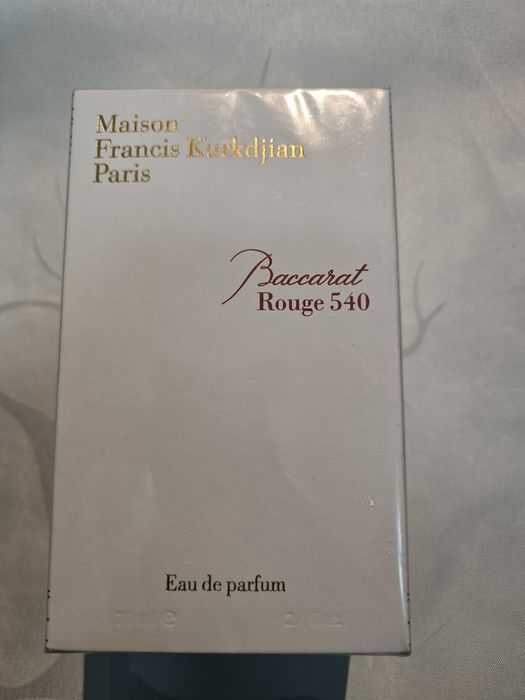 Maison
Francis Kurkdjian
Paris
Baccarat
Rouge 540
Eau de parfum